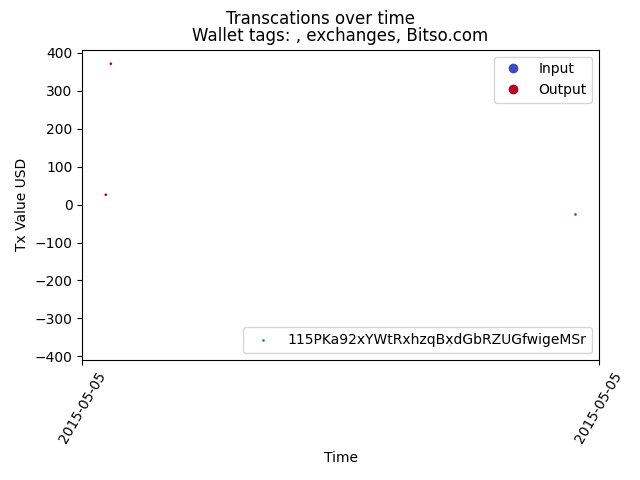 Transcations over time
Wallet tags: , exchanges, Bitso.com
Input
Output
400
300
200
100
0
−100
−200
−300
−400
Tx Value USD
115PKa92xYWtRxhzqBxdGbRZUGfwigeMSr
2015-05-05
2015-05-05
Time